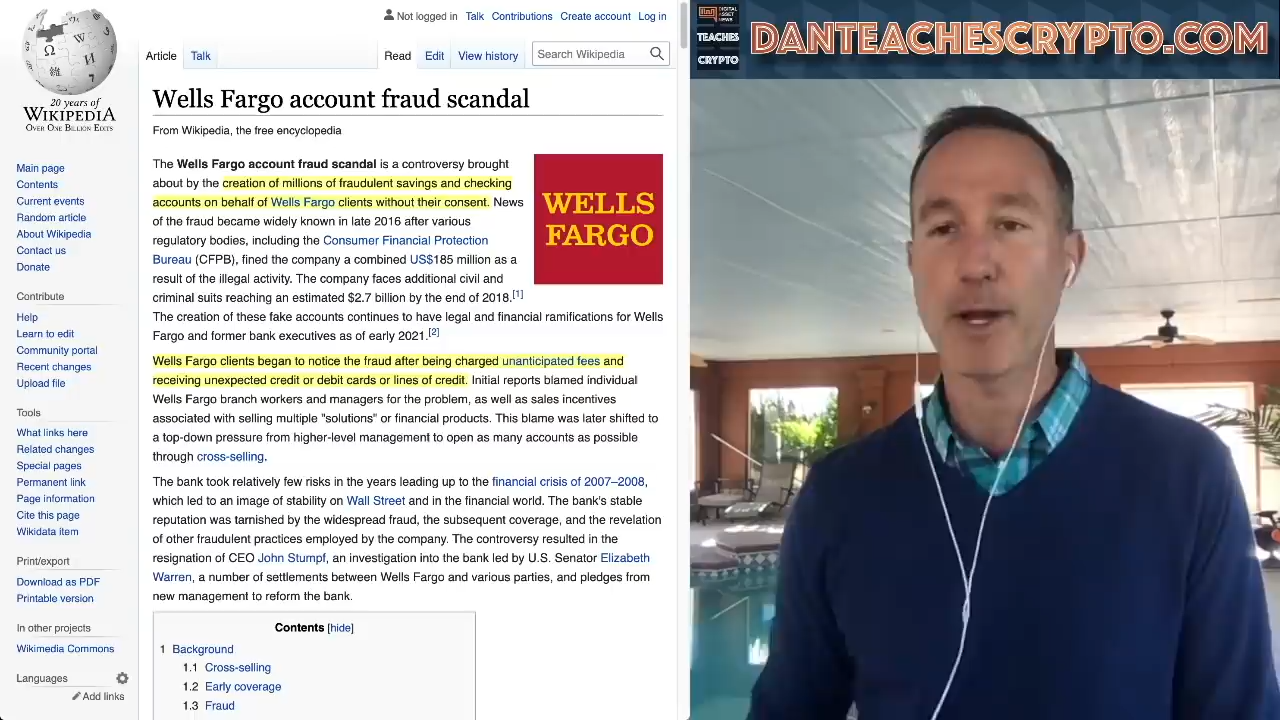 Not logged in Talk Contributions Create account Log in
Article Talk Read Edit View history Search Wikipedia
20 years of
WIKIPEDIA
OVER ONE BILLION EDITS
Main page
Contents
Current events
Random article
About Wikipedia
Contact us
Donate
Contribute
Help
Learn to edit
Community portal
Recent changes
Upload file
Tools
What links here
Related changes
Special pages
Permanent link
Page information
Cite this page
Wikidata item
Print/export
Download as PDF
Printable version
In other projects
Wikimedia Commons
Languages
Add links
Wells Fargo account fraud scandal
From Wikipedia, the free encyclopedia
The Wells Fargo account fraud scandal is a controversy brought
about by the creation of millions of fraudulent savings and checking
accounts on behalf of Wells Fargo clients without their consent. News
of the fraud became widely known in late 2016 after various
regulatory bodies, including the Consumer Financial Protection
Bureau (CFPB), fined the company a combined US$185 million as a
result of the illegal activity. The company faces additional civil and
criminal suits reaching an estimated $2.7 billion by the end of 2018.[1]
The creation of these fake accounts continues to have legal and financial ramifications for Wells
Fargo and former bank executives as of early 2021.[2]
WELLS
FARGO
Wells Fargo clients began to notice the fraud after being charged unanticipated fees and
receiving unexpected credit or debit cards or lines of credit. Initial reports blamed individual
Wells Fargo branch workers and managers for the problem, as well as sales incentives
associated with selling multiple "solutions" or financial products. This blame was later shifted to
a top-down pressure from higher-level management to open as many accounts as possible
through cross-selling.
The bank took relatively few risks in the years leading up to the financial crisis of 2007–2008,
which led to an image of stability on Wall Street and in the financial world. The bank's stable
reputation was tarnished by the widespread fraud, the subsequent coverage, and the revelation
of other fraudulent practices employed by the company. The controversy resulted in the
resignation of CEO John Stumpf, an investigation into the bank led by U.S. Senator Elizabeth
Warren, a number of settlements between Wells Fargo and various parties, and pledges from
new management to reform the bank.
Contents [hide]
1 Background
1.1 Cross-selling
1.2 Early coverage
1.3 Fraud
DIGITAL
ASSET
NEWS
TEACHES
CRYPTO
DANTEACHESCRYPTO.COM